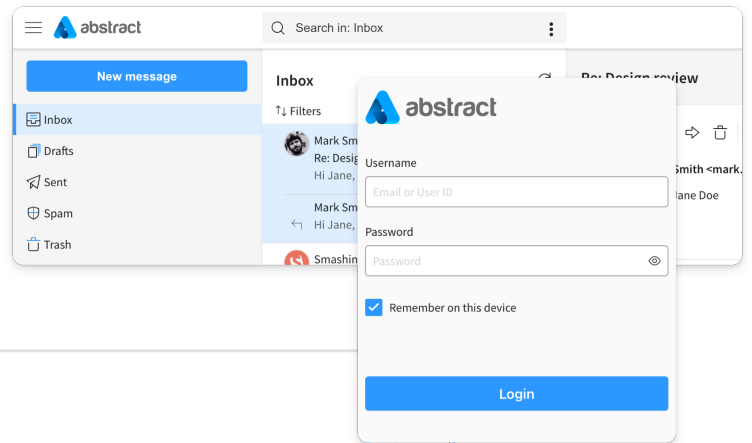 abstract
Search in: Inbox
New message
Inbox
Drafts
Sent
Spam
Trash
Inbox
Filters
Mark Sm
Re: Desig
Hi Jane,
Mark Sm
Hi Jane,
Smashin
Re: Design review
Smith <mark.
Jane Doe
abstract
Username
Email or User ID
Password
Password
Remember on this device
Login